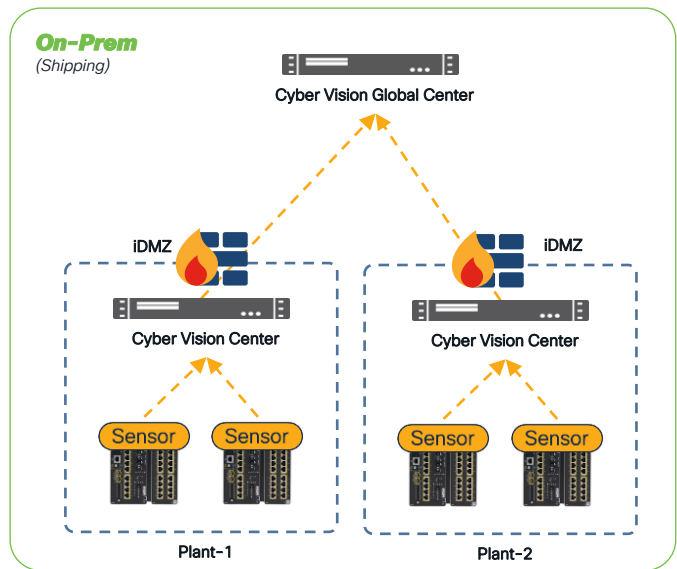 On-Prem
(Shipping)
Cyber Vision Global Center
iDMZ
iDMZ
Cyber Vision Center
Cyber Vision Center
Sensor
Sensor
Sensor
Sensor
Plant-1
Plant-2